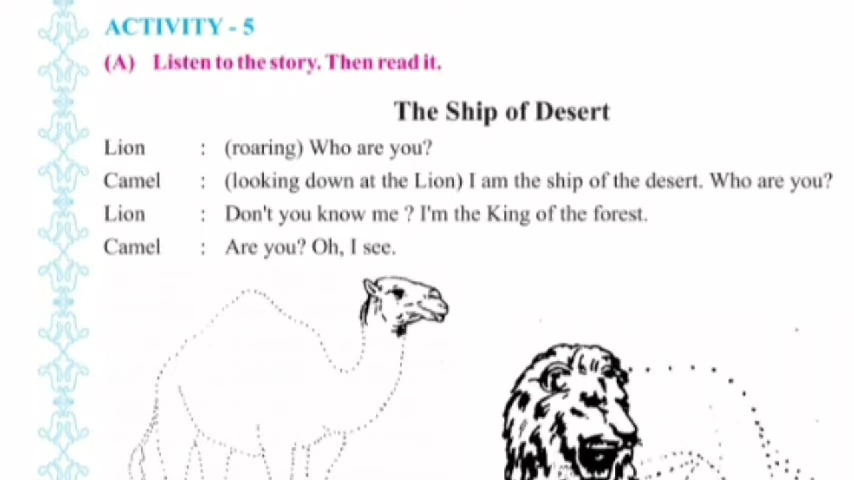 ACTIVITY - 5
(A) Listen to the story. Then read it.
The Ship of Desert
Lion : (roaring) Who are you?
Camel : (looking down at the Lion) I am the ship of the desert. Who are you?
Lion : Don't you know me ? I'm the King of the forest.
Camel : Are you? Oh, I see.